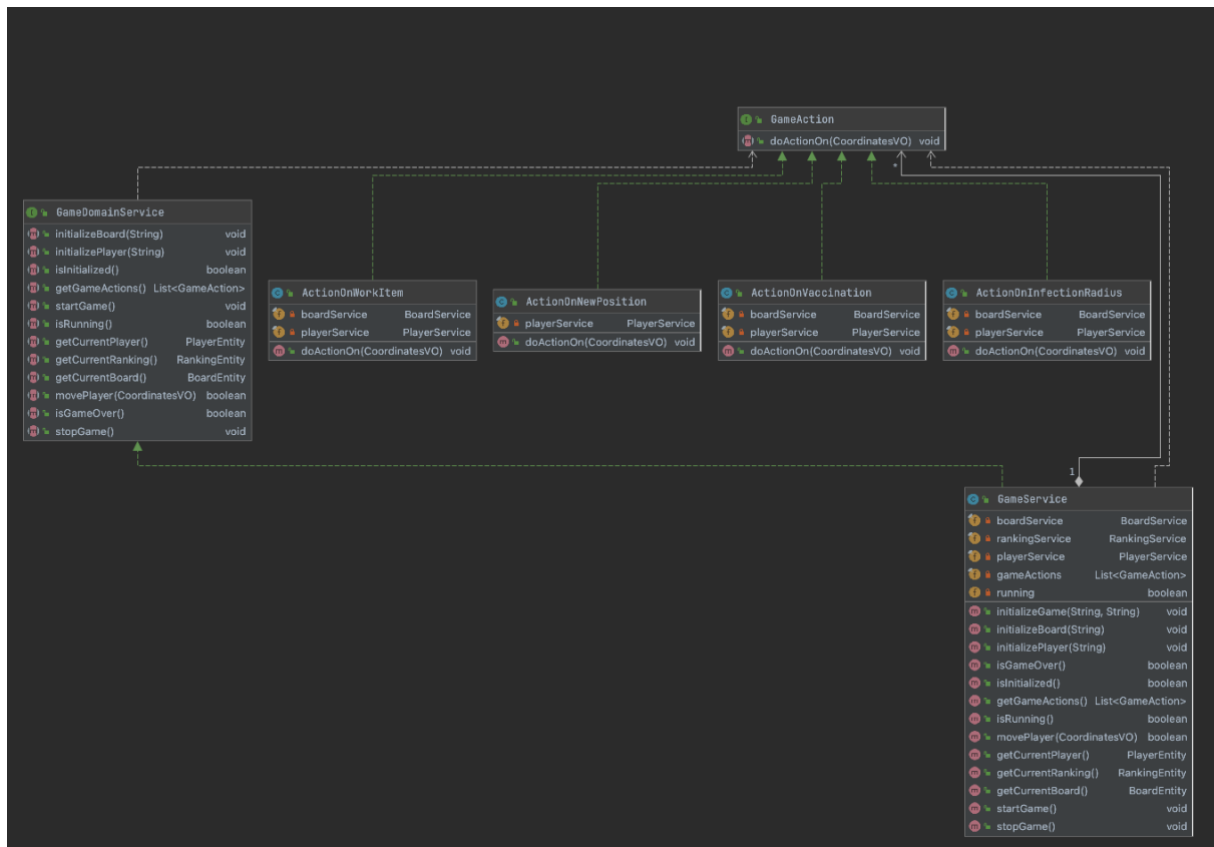 GameAction
doActionOn(CoordinatesVO) void
*
GameDomainService
initializeBoard(String) void
initializePlayer(String) void
isInitialized() boolean
getGameActions() List<GameAction>
startGame() void
isRunning() boolean
getCurrentPlayer() PlayerEntity
getCurrentRanking() RankingEntity
getCurrentBoard() BoardEntity
movePlayer(CoordinatesVO) boolean
isGameOver() boolean
stopGame() void
ActionOnWorkItem
boardService BoardService
playerService PlayerService
doActionOn(CoordinatesVO) void
ActionOnNewPosition
playerService PlayerService
doActionOn(CoordinatesVO) void
ActionOnVaccination
boardService BoardService
playerService PlayerService
doActionOn(CoordinatesVO) void
ActionOnInfectionRadius
boardService BoardService
playerService PlayerService
doActionOn(CoordinatesVO) void
1
GameService
boardService BoardService
rankingService RankingService
playerService PlayerService
gameActions List<GameAction>
running boolean
initializeGame(String, String) void
initializeBoard(String) void
initializePlayer(String) void
isGameOver() boolean
isInitialized() boolean
getGameActions() List<GameAction>
isRunning() boolean
movePlayer(CoordinatesVO) boolean
getCurrentPlayer() PlayerEntity
getCurrentRanking() RankingEntity
getCurrentBoard() BoardEntity
startGame() void
stopGame() void